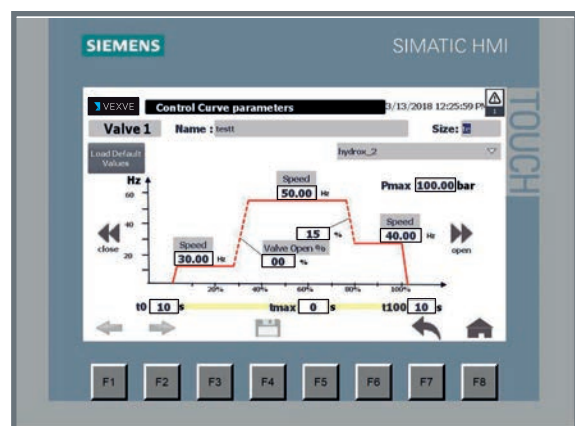 SIEMENS
SIMATIC HMI
TOUCH
VEXVE Control Curve parameters 3/13/2018 12:25:59 PM
1
Valve 1 Name : testt Size:
Load Default
Values
hydrox_2
Hz
60
40
20
Speed
50.00 Hz
Pmax 100.00 bar
15 %
Speed
40.00 Hz
close
open
Speed
30.00 Hz
Valve Open %
00 %
20% 40% 60% 80% 100%
t0 10 s tmax 0 s t100 10 s
F1 F2 F3 F4 F5 F6 F7 F8